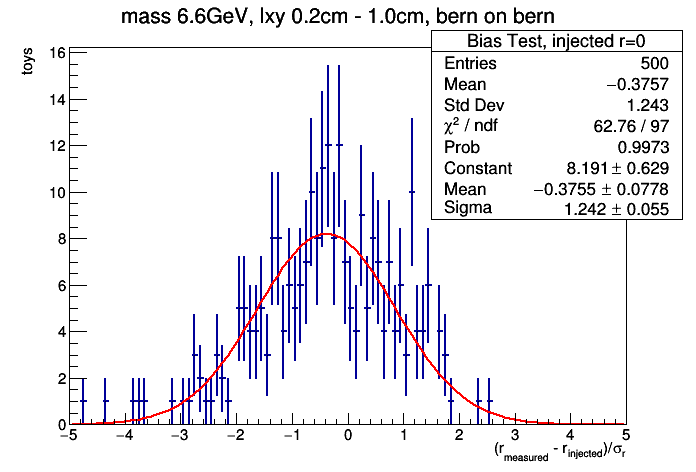 mass 6.6GeV, lxy 0.2cm - 1.0cm, bern on bern
Bias Test, injected r=0
Entries 500
Mean −0.3757
Std Dev 1.243
χ² / ndf 62.76 / 97
Prob 0.9973
Constant 8.191 ± 0.629
Mean −0.3755 ± 0.0778
Sigma 1.242 ± 0.055
toys
16
14
12
10
8
6
4
2
0
−5 −4 −3 −2 −1 0 1 2 3 4 5
(r_measured - r_injected)/σ_r